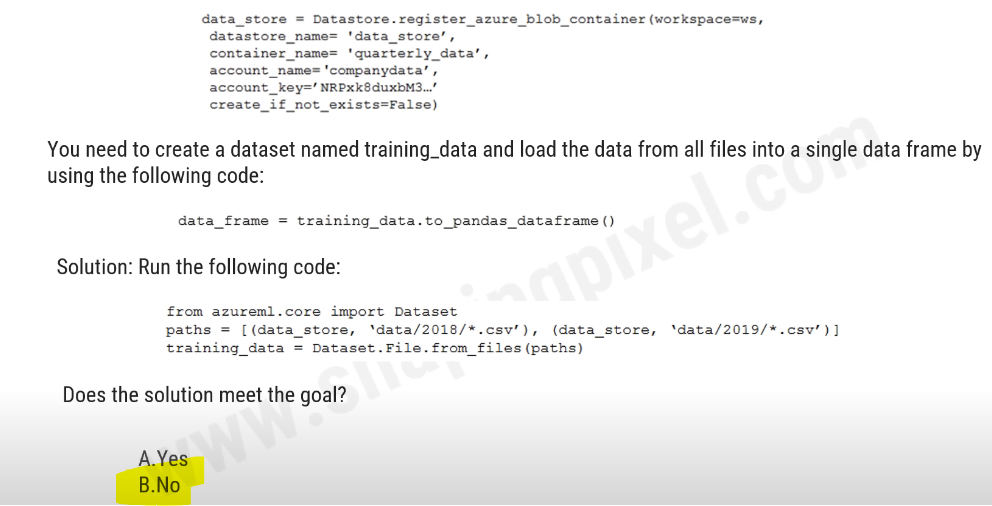 data_store = Datastore.register_azure_blob_container(workspace=ws,
datastore_name= 'data_store’,
container_name= 'quarterly_data’,
account_name='companydata’,
account_key=’NRPxk8duxbM3…’
create_if_not_exists=False)
You need to create a dataset named training_data and load the data from all files into a single data frame by
using the following code:
data_frame = training_data.to_pandas_dataframe()
Solution: Run the following code:
from azureml.core import Dataset
paths = [(data_store, ‘data/2018/*.csv’), (data_store, ‘data/2019/*.csv’)]
training_data = Dataset.File.from_files(paths)
Does the solution meet the goal?
A.Yes
B.No